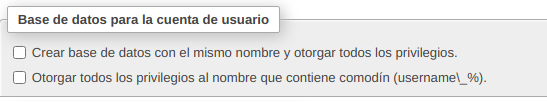 Base de datos para la cuenta de usuario
Crear base de datos con el mismo nombre y otorgar todos los privilegios.
Otorgar todos los privilegios al nombre que contiene comodín (username\_%).